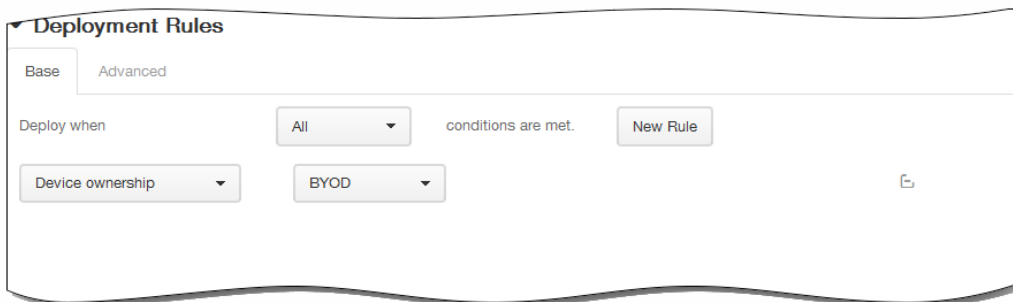 Deployment Rules
Base Advanced
Deploy when All conditions are met. New Rule
Device ownership BYOD